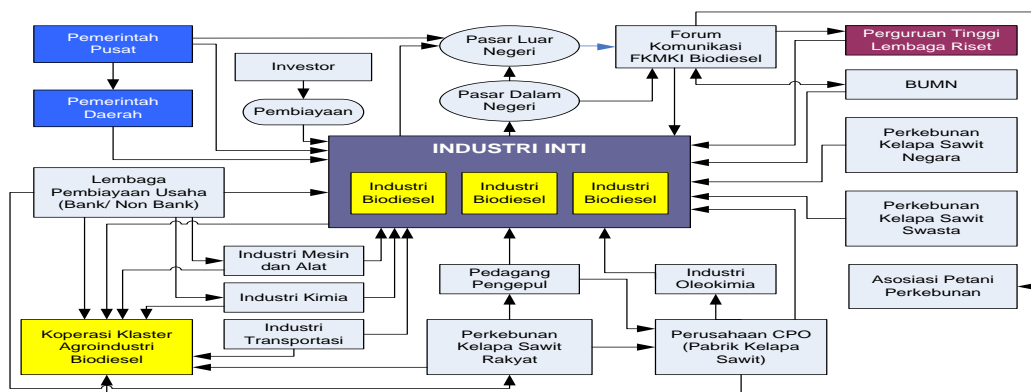 Pemerintah
Pusat
Pasar Luar
Negeri
Forum
Komunikasi
FKMKI Biodiesel
Perguruan Tinggi
Lembaga Riset
Investor
BUMN
Pemerintah
Daerah
Pembiayaan
Pasar Dalam
Negeri
INDUSTRI INTI
Perkebunan
Kelapa Sawit
Negara
Lembaga
Pembiayaan Usaha
(Bank/ Non Bank)
Industri
Biodiesel
Industri
Biodiesel
Industri
Biodiesel
Perkebunan
Kelapa Sawit
Swasta
Industri Mesin
dan Alat
Pedagang
Pengepul
Industri
Oleokimia
Asosiasi Petani
Perkebunan
Industri Kimia
Koperasi Klaster
Agroindustri
Biodiesel
Industri
Transportasi
Perkebunan
Kelapa Sawit
Rakyat
Perusahaan CPO
(Pabrik Kelapa
Sawit)